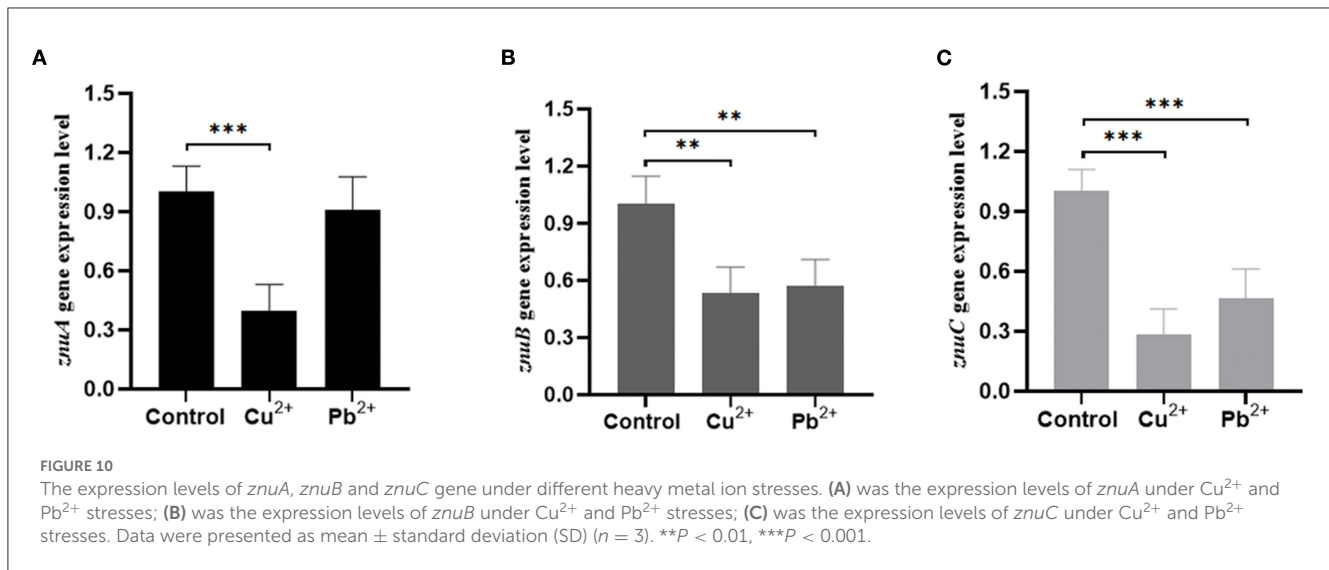 A
B
C
znuA gene expression level
1.5
1.2
0.9
0.6
0.3
0.0
***
Control Cu²⁺ Pb²⁺
znuB gene expression level
1.5
1.2
0.9
0.6
0.3
0.0
**
**
Control Cu²⁺ Pb²⁺
znuC gene expression level
1.5
1.2
0.9
0.6
0.3
0.0
***
***
Control Cu²⁺ Pb²⁺
FIGURE 10
The expression levels of znuA, znuB and znuC gene under different heavy metal ion stresses. (A) was the expression levels of znuA under Cu²⁺ and
Pb²⁺ stresses; (B) was the expression levels of znuB under Cu²⁺ and Pb²⁺ stresses; (C) was the expression levels of znuC under Cu²⁺ and Pb²⁺
stresses. Data were presented as mean ± standard deviation (SD) (n = 3). **P < 0.01, ***P < 0.001.